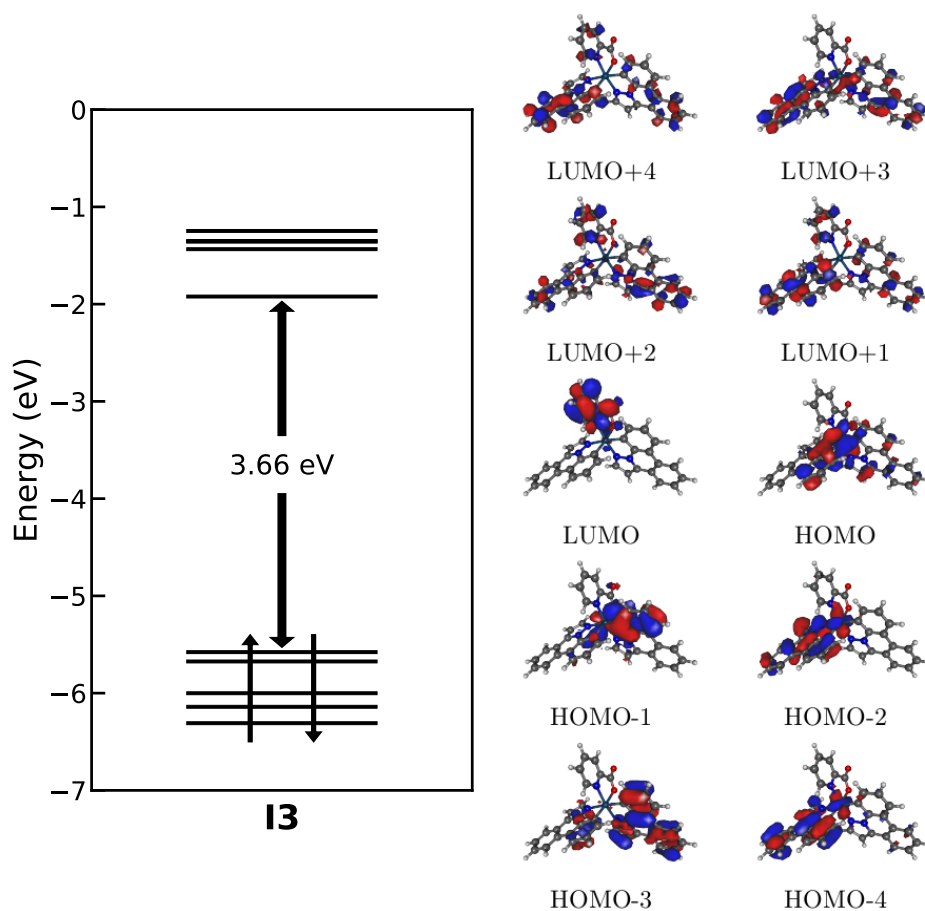 0
−1
−2
−3
−4
−5
−6
−7
Energy (eV)
3.66 eV
I3
LUMO+4
LUMO+3
LUMO+2
LUMO+1
LUMO
HOMO
HOMO-1
HOMO-2
HOMO-3
HOMO-4